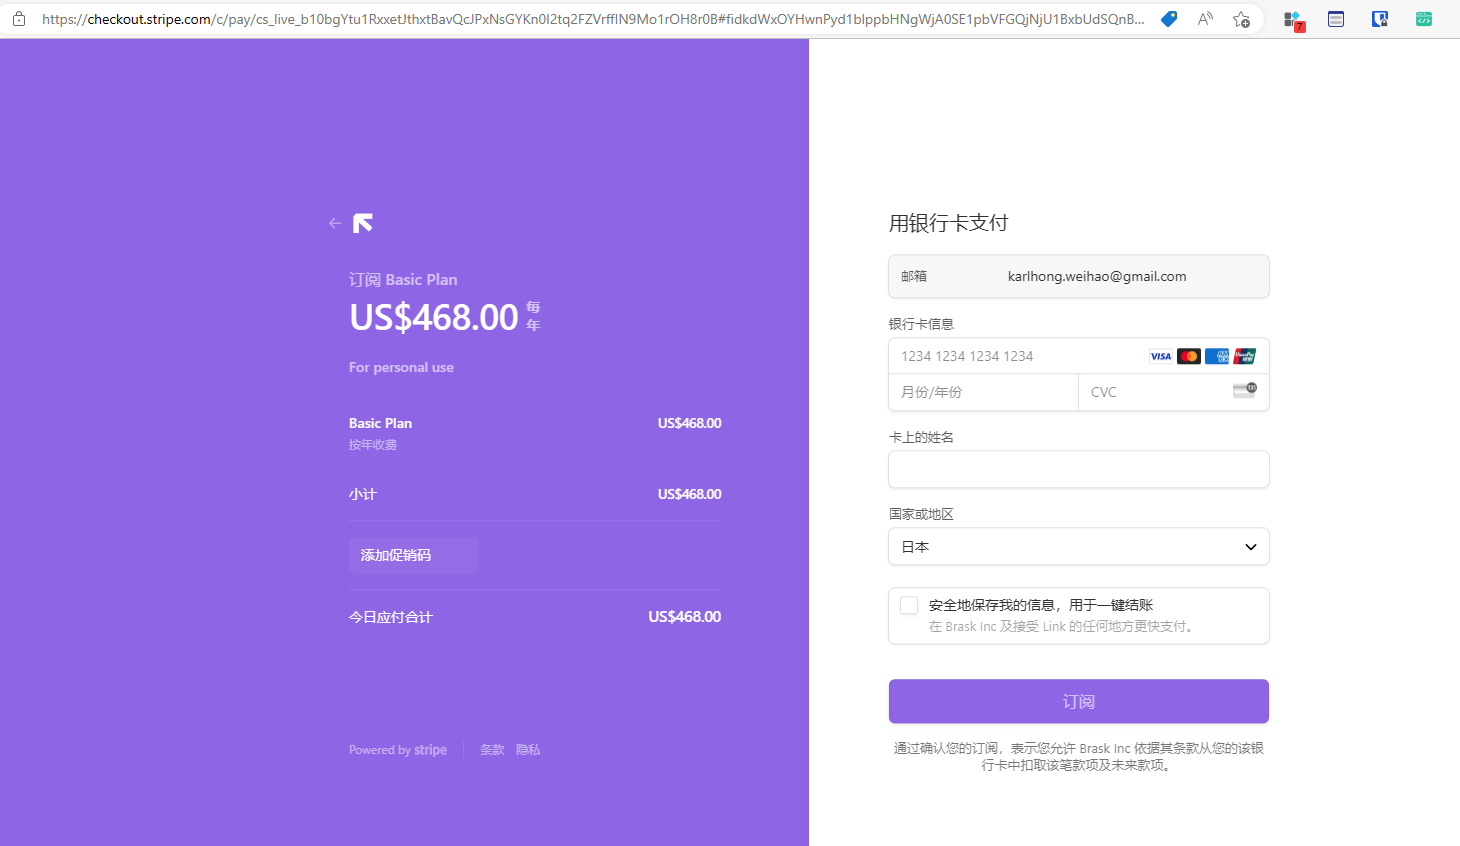 https://checkout.stripe.com/c/pay/cs_live_b10bgYtu1RxxetJthxtBavQcJPxNsGYKn0I2tq2FZVrffIN9Mo1rOH8r0B#fidkdWxOYHwnPyd1blppbHNgWjA0SE1pbVFGQjNjU1BxbUdSQnB...
7
订阅 Basic Plan
US$468.00 每年
For personal use
Basic Plan US$468.00
按年收费
小计 US$468.00
添加促销码
今日应付合计 US$468.00
Powered by stripe 条款 隐私
用银行卡支付
邮箱 karlhong.weihao@gmail.com
银行卡信息
1234 1234 1234 1234 VISA
月份/年份 CVC
卡上的姓名
国家或地区
日本
安全地保存我的信息，用于一键结账
在 Brask Inc 及接受 Link 的任何地方更快支付。
订阅
通过确认您的订阅，表示您允许 Brask Inc 依据其条款从您的该银
行卡中扣取该笔款项及未来款项。